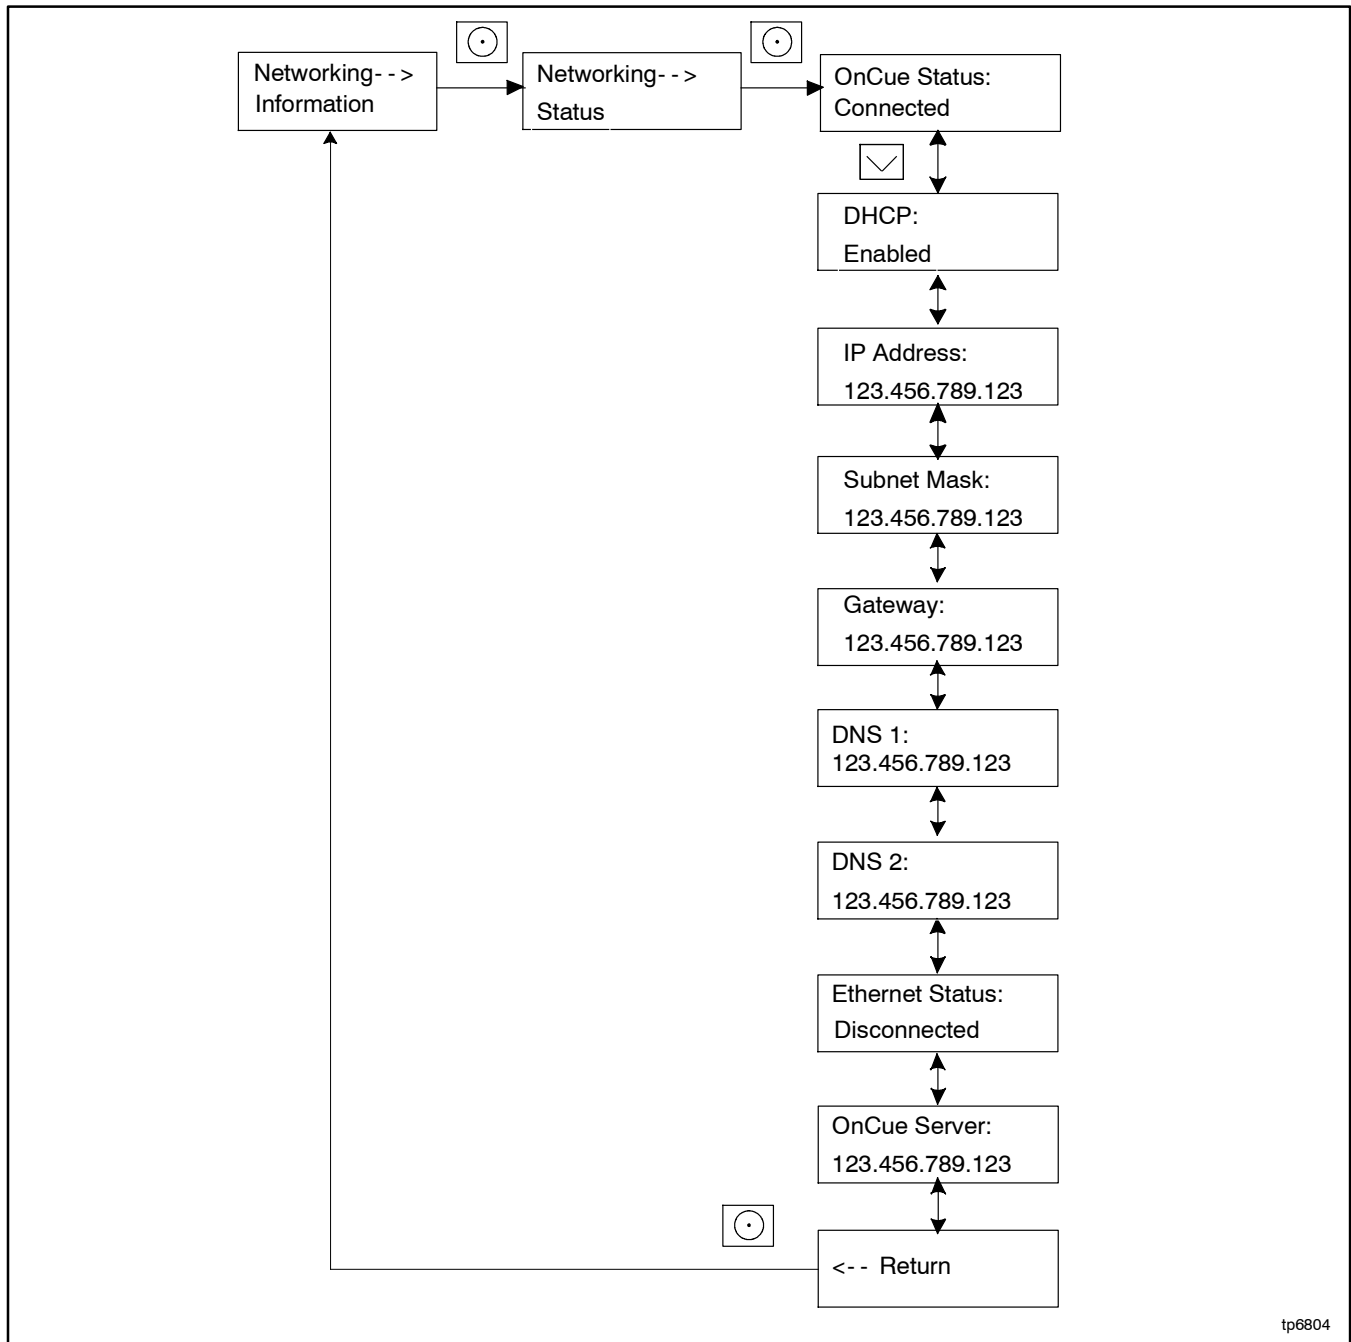 Networking- - >
Information
Networking- - >
Status
OnCue Status:
Connected
DHCP:
Enabled
IP Address:
123.456.789.123
Subnet Mask:
123.456.789.123
Gateway:
123.456.789.123
DNS 1:
123.456.789.123
DNS 2:
123.456.789.123
Ethernet Status:
Disconnected
OnCue Server:
123.456.789.123
<- - Return
tp6804